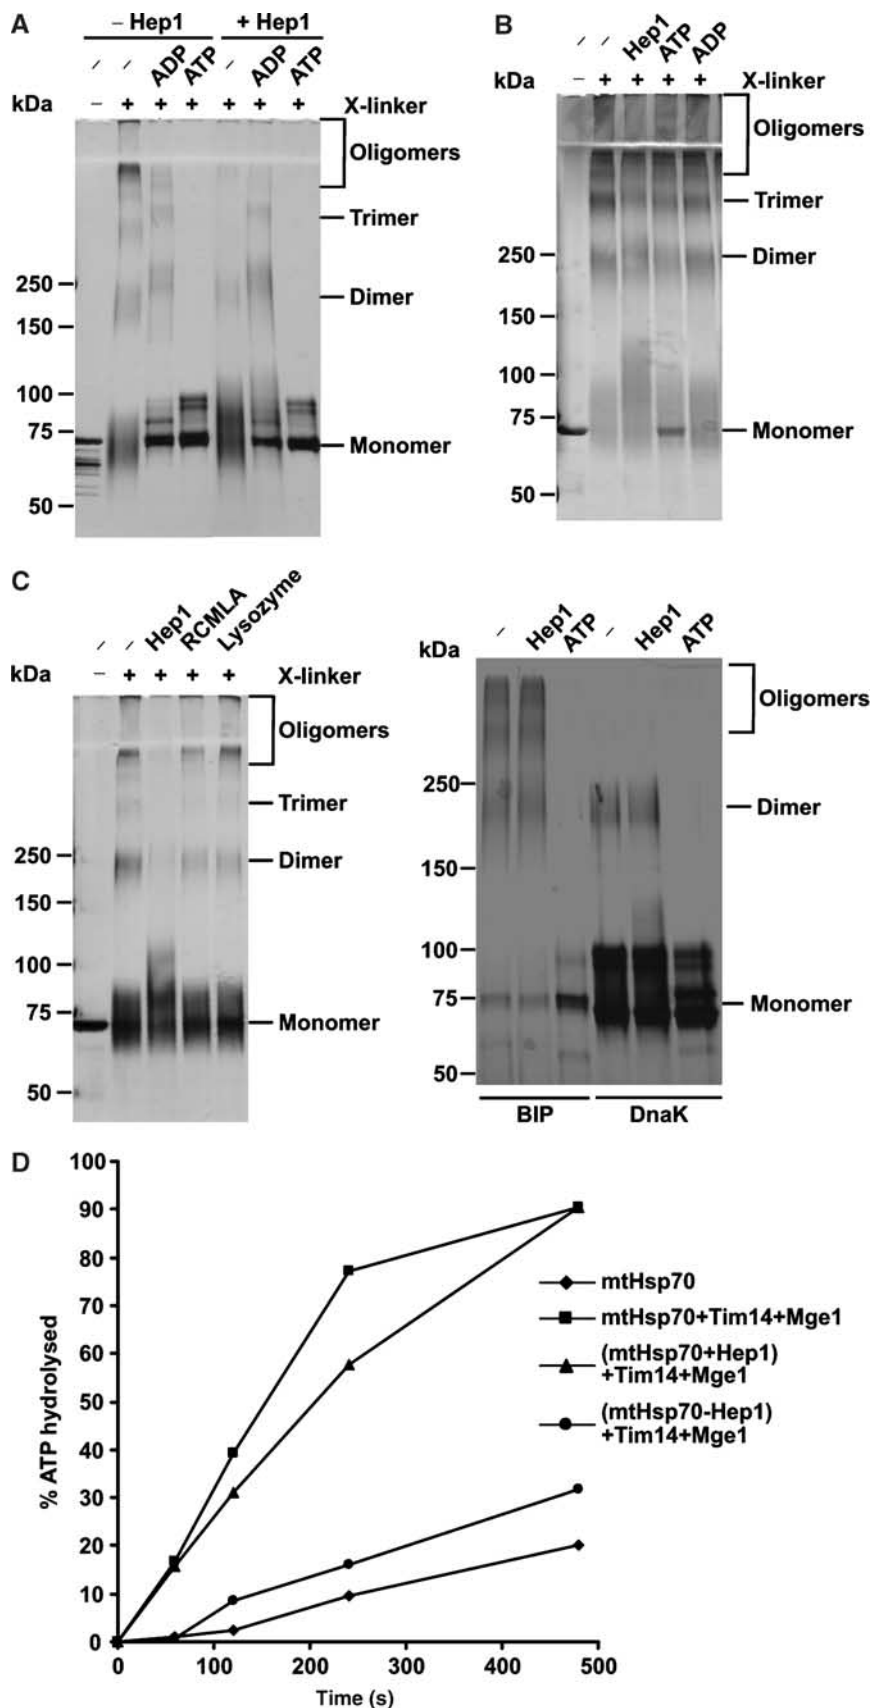 A
– Hep1 + Hep1
/ / ADP ATP / ADP ATP
kDa – + + + + + + X-linker
Oligomers
Trimer
250
Dimer
150
100
75
Monomer
50
B
/ / Hep1 ATP ADP
– + + + + X-linker
Oligomers
Trimer
250
Dimer
150
100
75
Monomer
50
C
/ / Hep1 RCMLA Lysozyme
kDa – + + + + X-linker
Oligomers
Trimer
250
Dimer
150
100
75
Monomer
50
/ Hep1 ATP / Hep1 ATP
kDa
Oligomers
250
Dimer
150
100
75
Monomer
50
BIP DnaK
D
100
90
80
70
60
50
40
30
20
10
0
% ATP hydrolysed
0 100 200 300 400 500
Time (s)
mtHsp70
mtHsp70+Tim14+Mge1
(mtHsp70+Hep1)
+Tim14+Mge1
(mtHsp70-Hep1)
+Tim14+Mge1